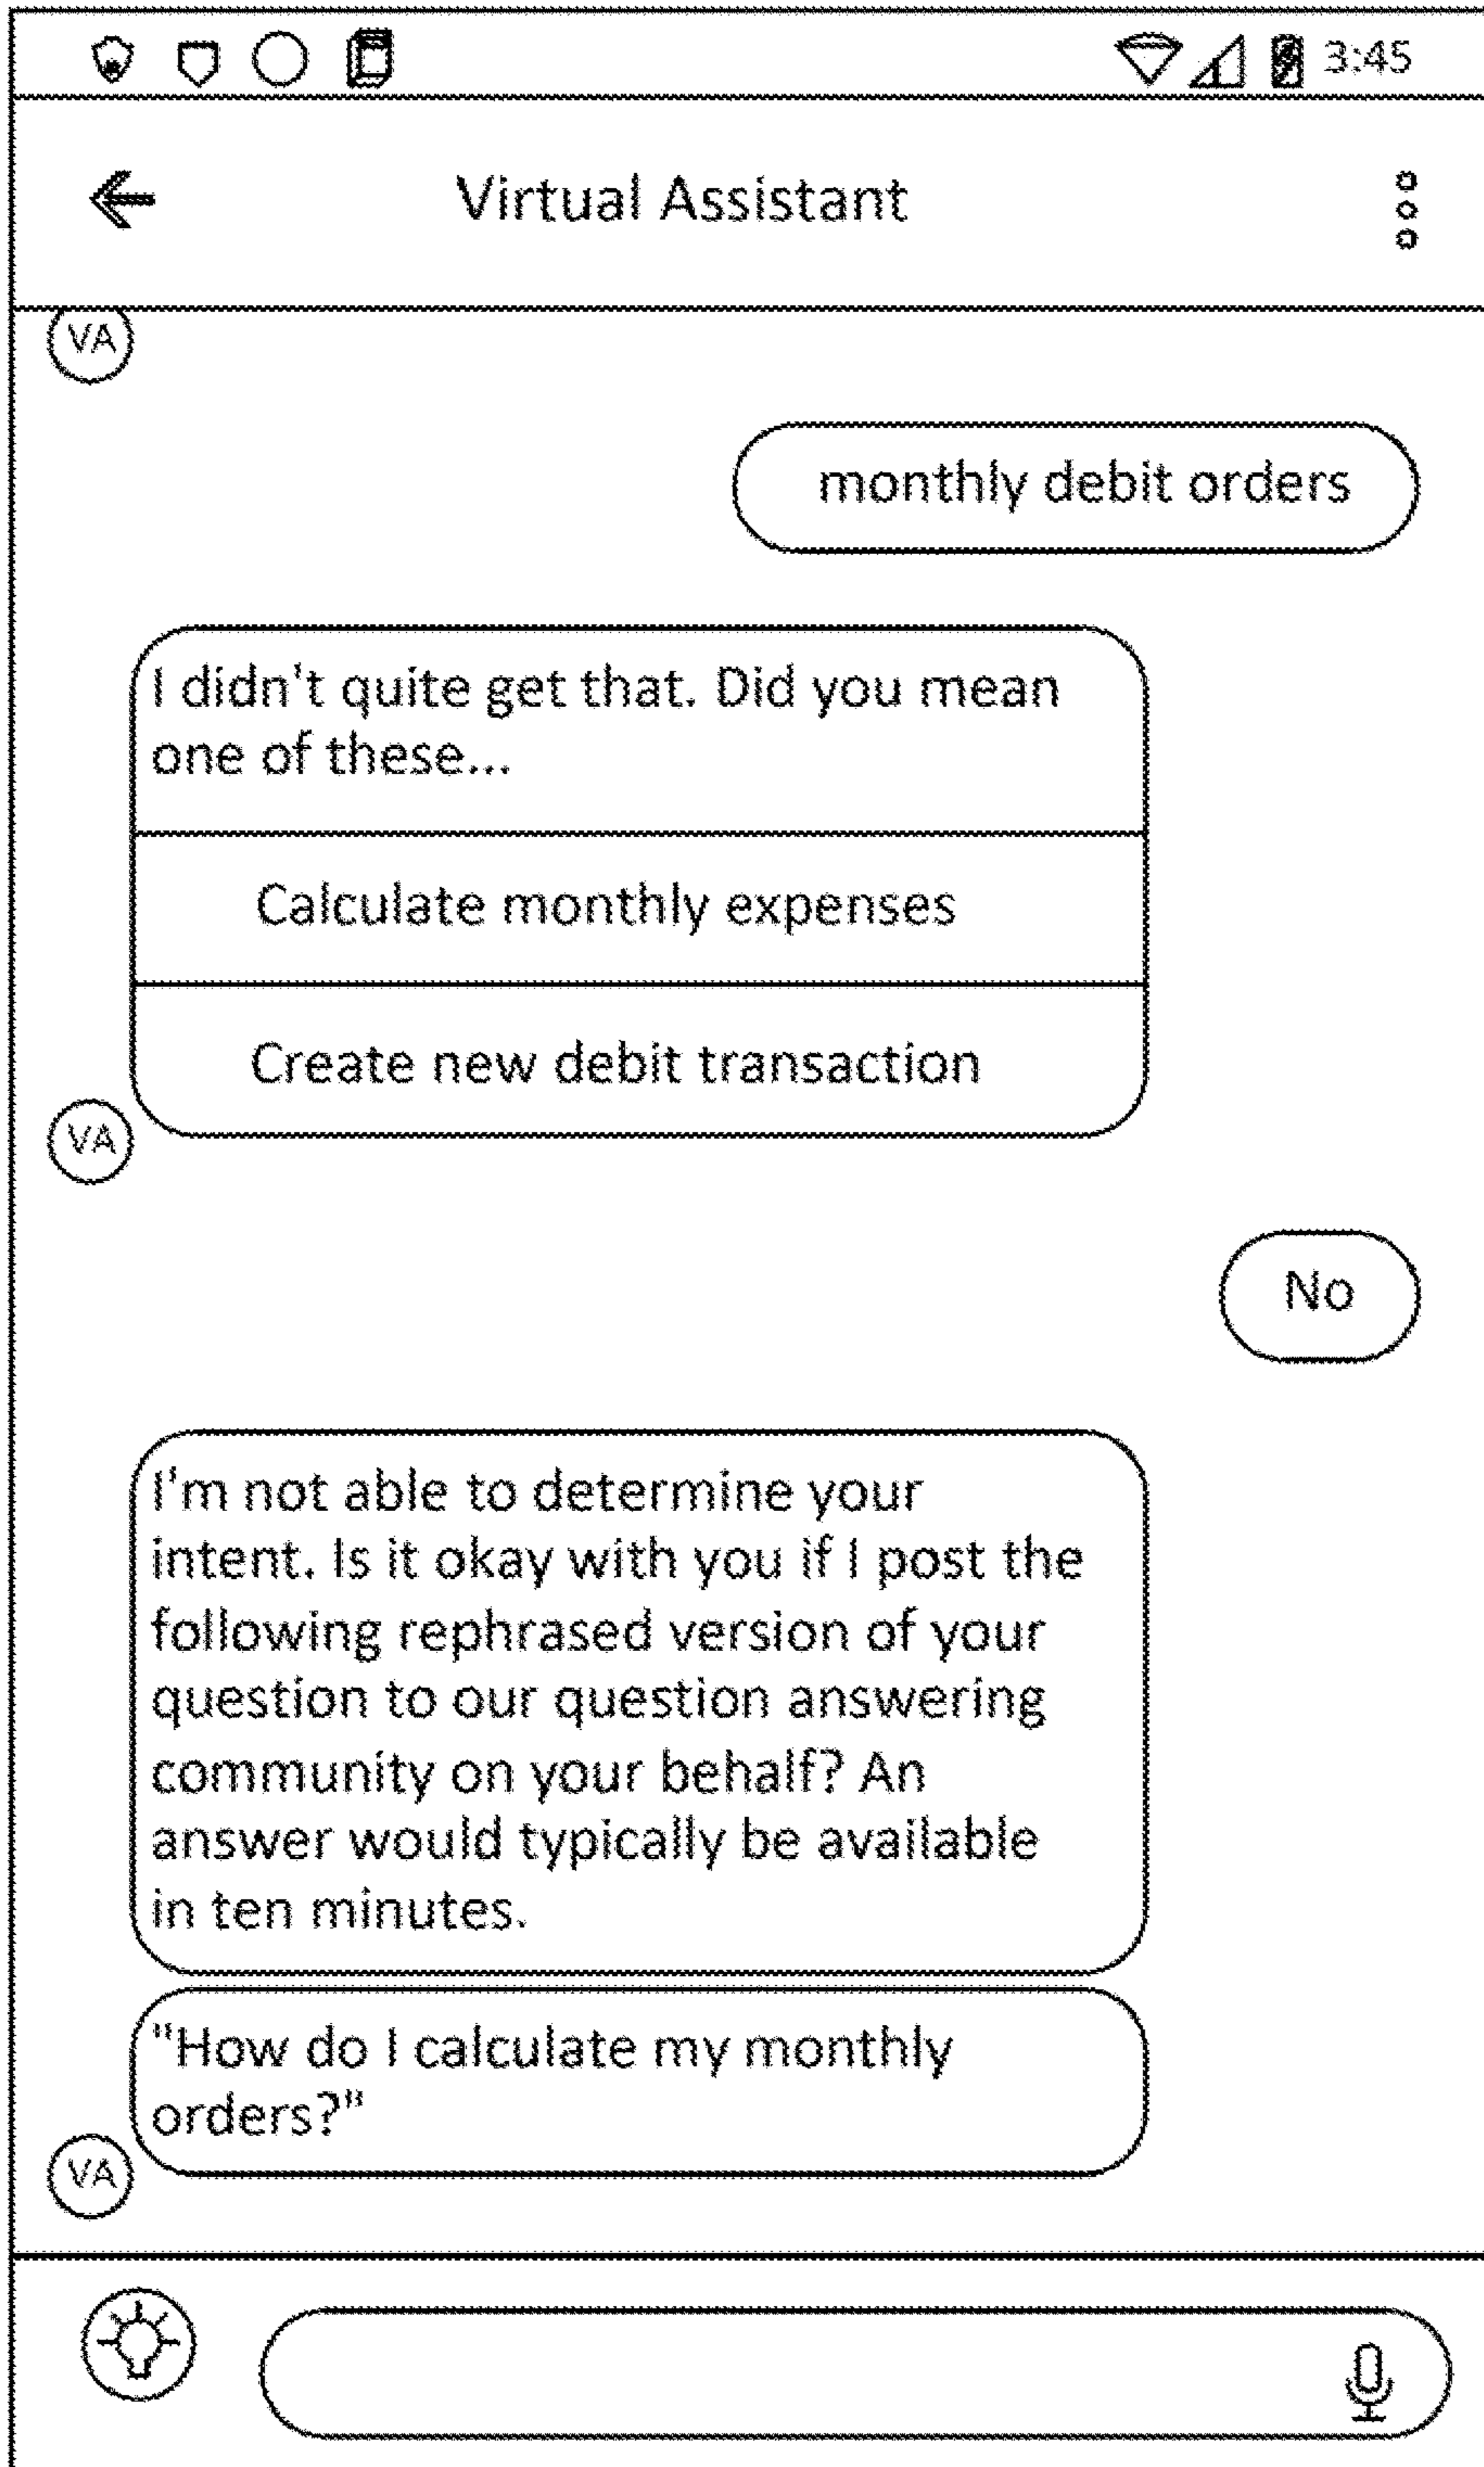 3:45
Virtual Assistant
VA
monthly debit orders
I didn't quite get that. Did you mean
one of these...
Calculate monthly expenses
Create new debit transaction
VA
No
I'm not able to determine your
intent. Is it okay with you if I post the
following rephrased version of your
question to our question answering
community on your behalf? An
answer would typically be available
in ten minutes.
"How do I calculate my monthly
orders?"
VA